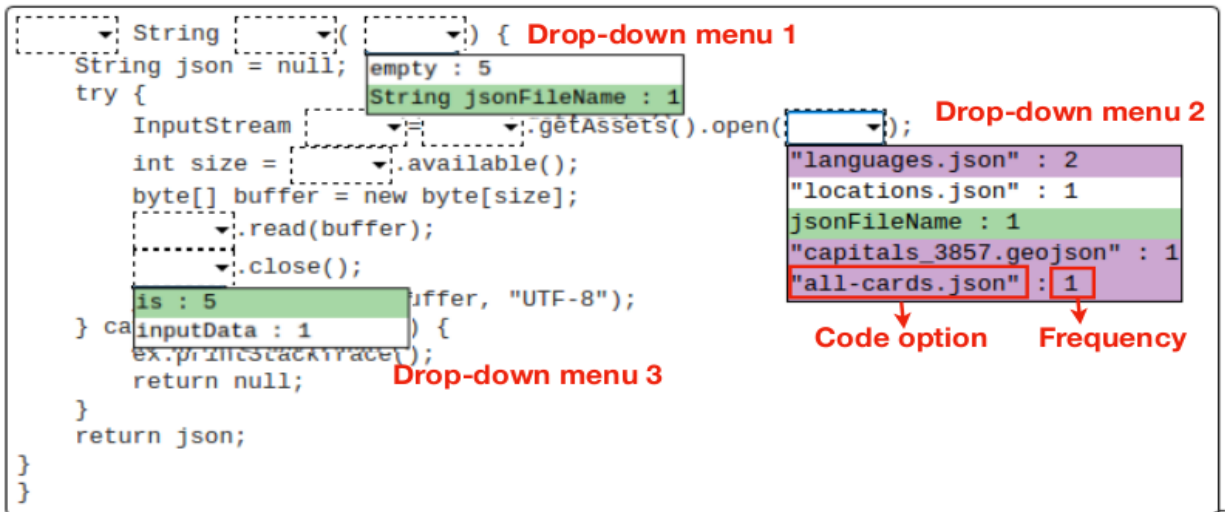 String ( ) { Drop-down menu 1
String json = null; empty : 5
try { String jsonFileName : 1
Drop-down menu 2
InputStream = .getAssets().open( );
int size = .available(); "languages.json" : 2
byte[] buffer = new byte[size]; "locations.json" : 1
.read(buffer); jsonFileName : 1
"capitals_3857.geojson" : 1
.close(); "all-cards.json" : 1
is : 5 uffer, "UTF-8");
} ca inputData : 1 ) {
Code option Frequency
ex.printStackTrace();
return null; Drop-down menu 3
}
return json;
}
}